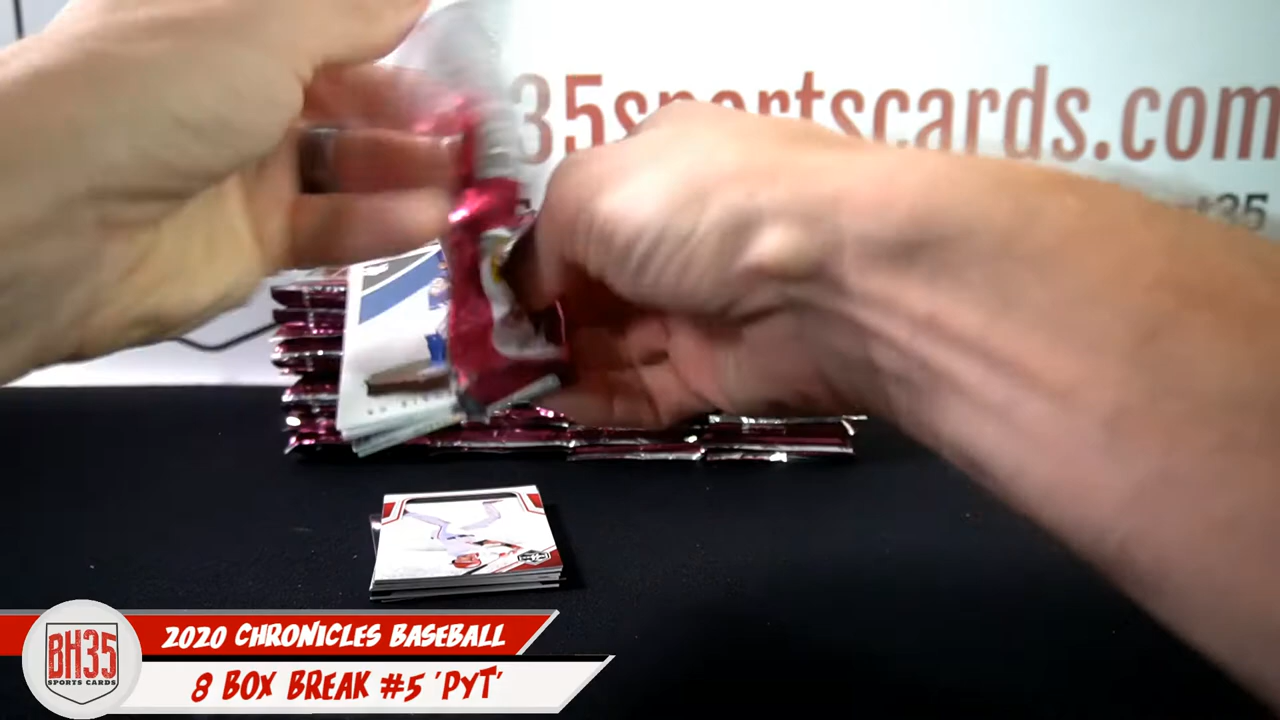 35sportscards.com
35
BH35
SPORTS CARDS
2020 CHRONICLES BASEBALL
8 BOX BREAK #5 'PYT'